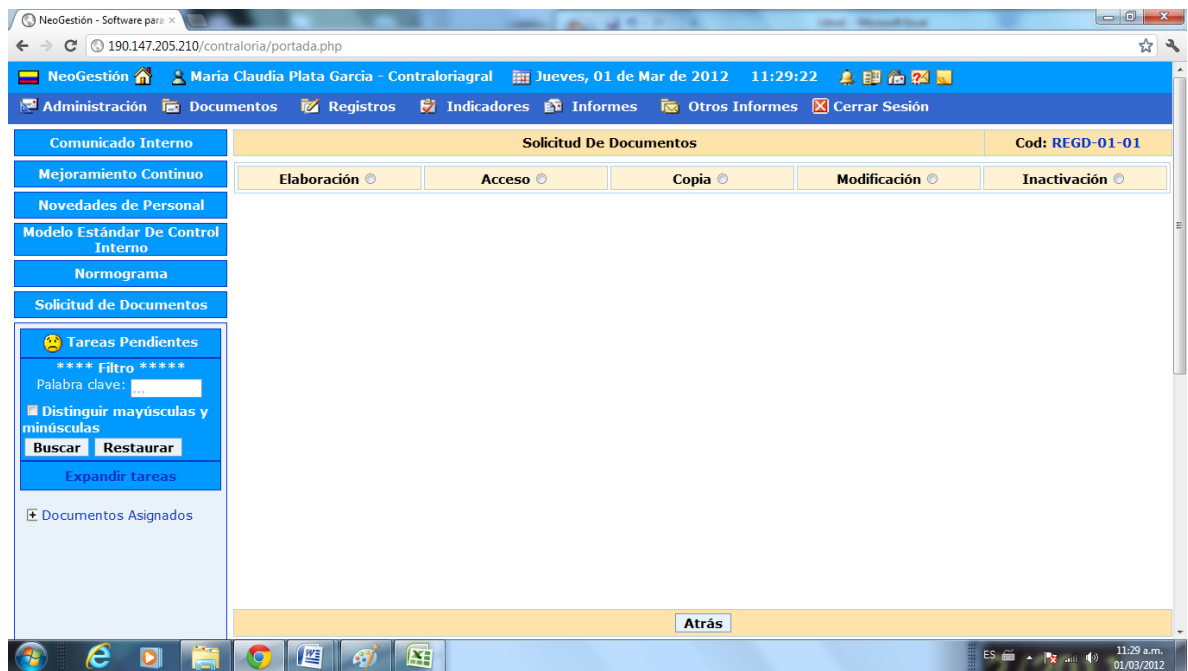 NeoGestión - Software para
190.147.205.210/contraloria/portada.php
NeoGestión Maria Claudia Plata Garcia - Contraloriagral Jueves, 01 de Mar de 2012 11:29:22
Administración Documentos Registros Indicadores Informes Otros Informes Cerrar Sesión
Comunicado Interno
Mejoramiento Continuo
Novedades de Personal
Modelo Estándar De Control
Interno
Normograma
Solicitud de Documentos
Tareas Pendientes
**** Filtro *****
Palabra clave: ...
Distinguir mayúsculas y
minúsculas
Buscar Restaurar
Expandir tareas
Documentos Asignados
Solicitud De Documentos Cod: REGD-01-01
Elaboración Acceso Copia Modificación Inactivación
Atrás
ES 11:29 a.m.
01/03/2012